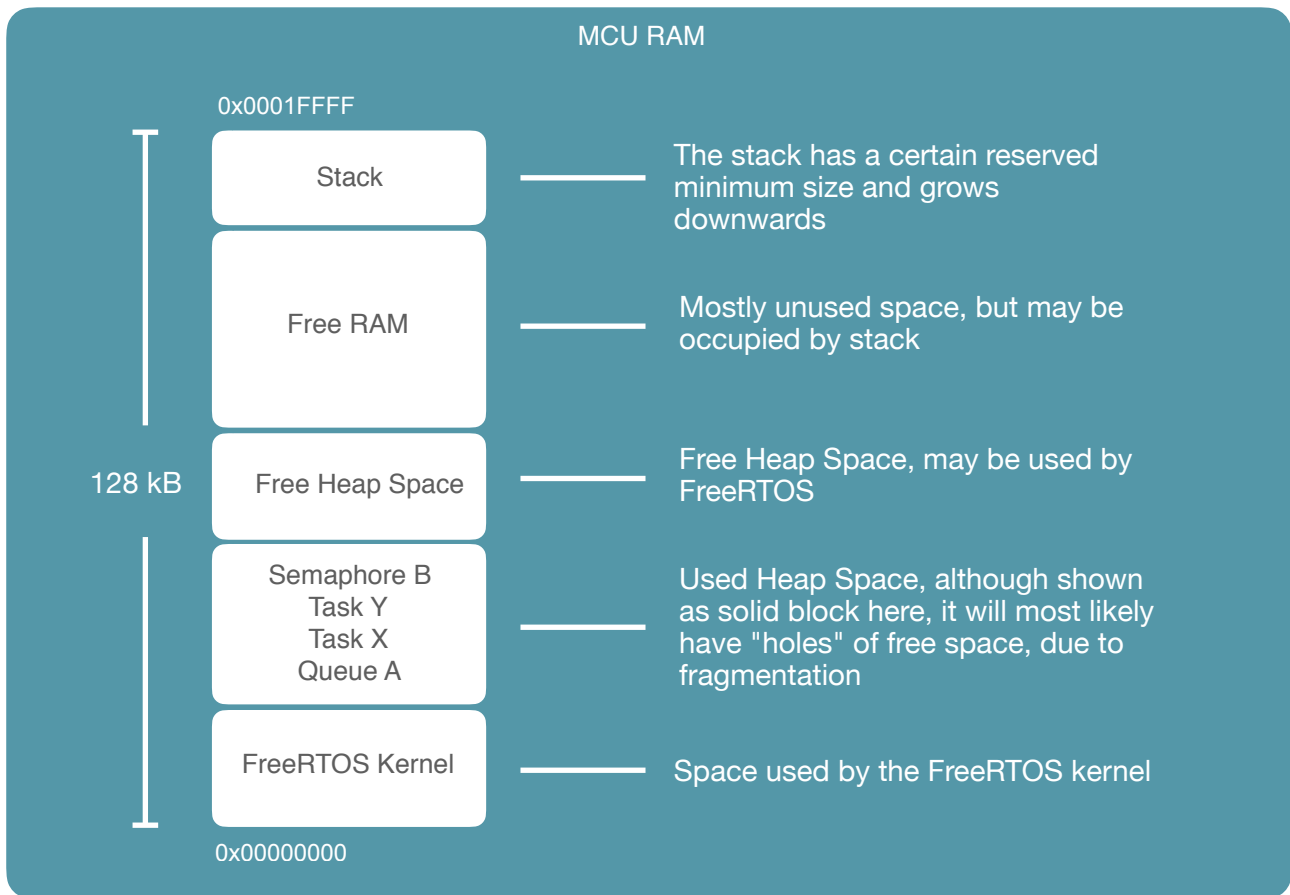 MCU RAM
0x0001FFFF
Stack
The stack has a certain reserved
minimum size and grows
downwards
Free RAM
Mostly unused space, but may be
occupied by stack
128 kB
Free Heap Space
Free Heap Space, may be used by
FreeRTOS
Semaphore B
Task Y
Task X
Queue A
Used Heap Space, although shown
as solid block here, it will most likely
have "holes" of free space, due to
fragmentation
FreeRTOS Kernel
Space used by the FreeRTOS kernel
0x00000000